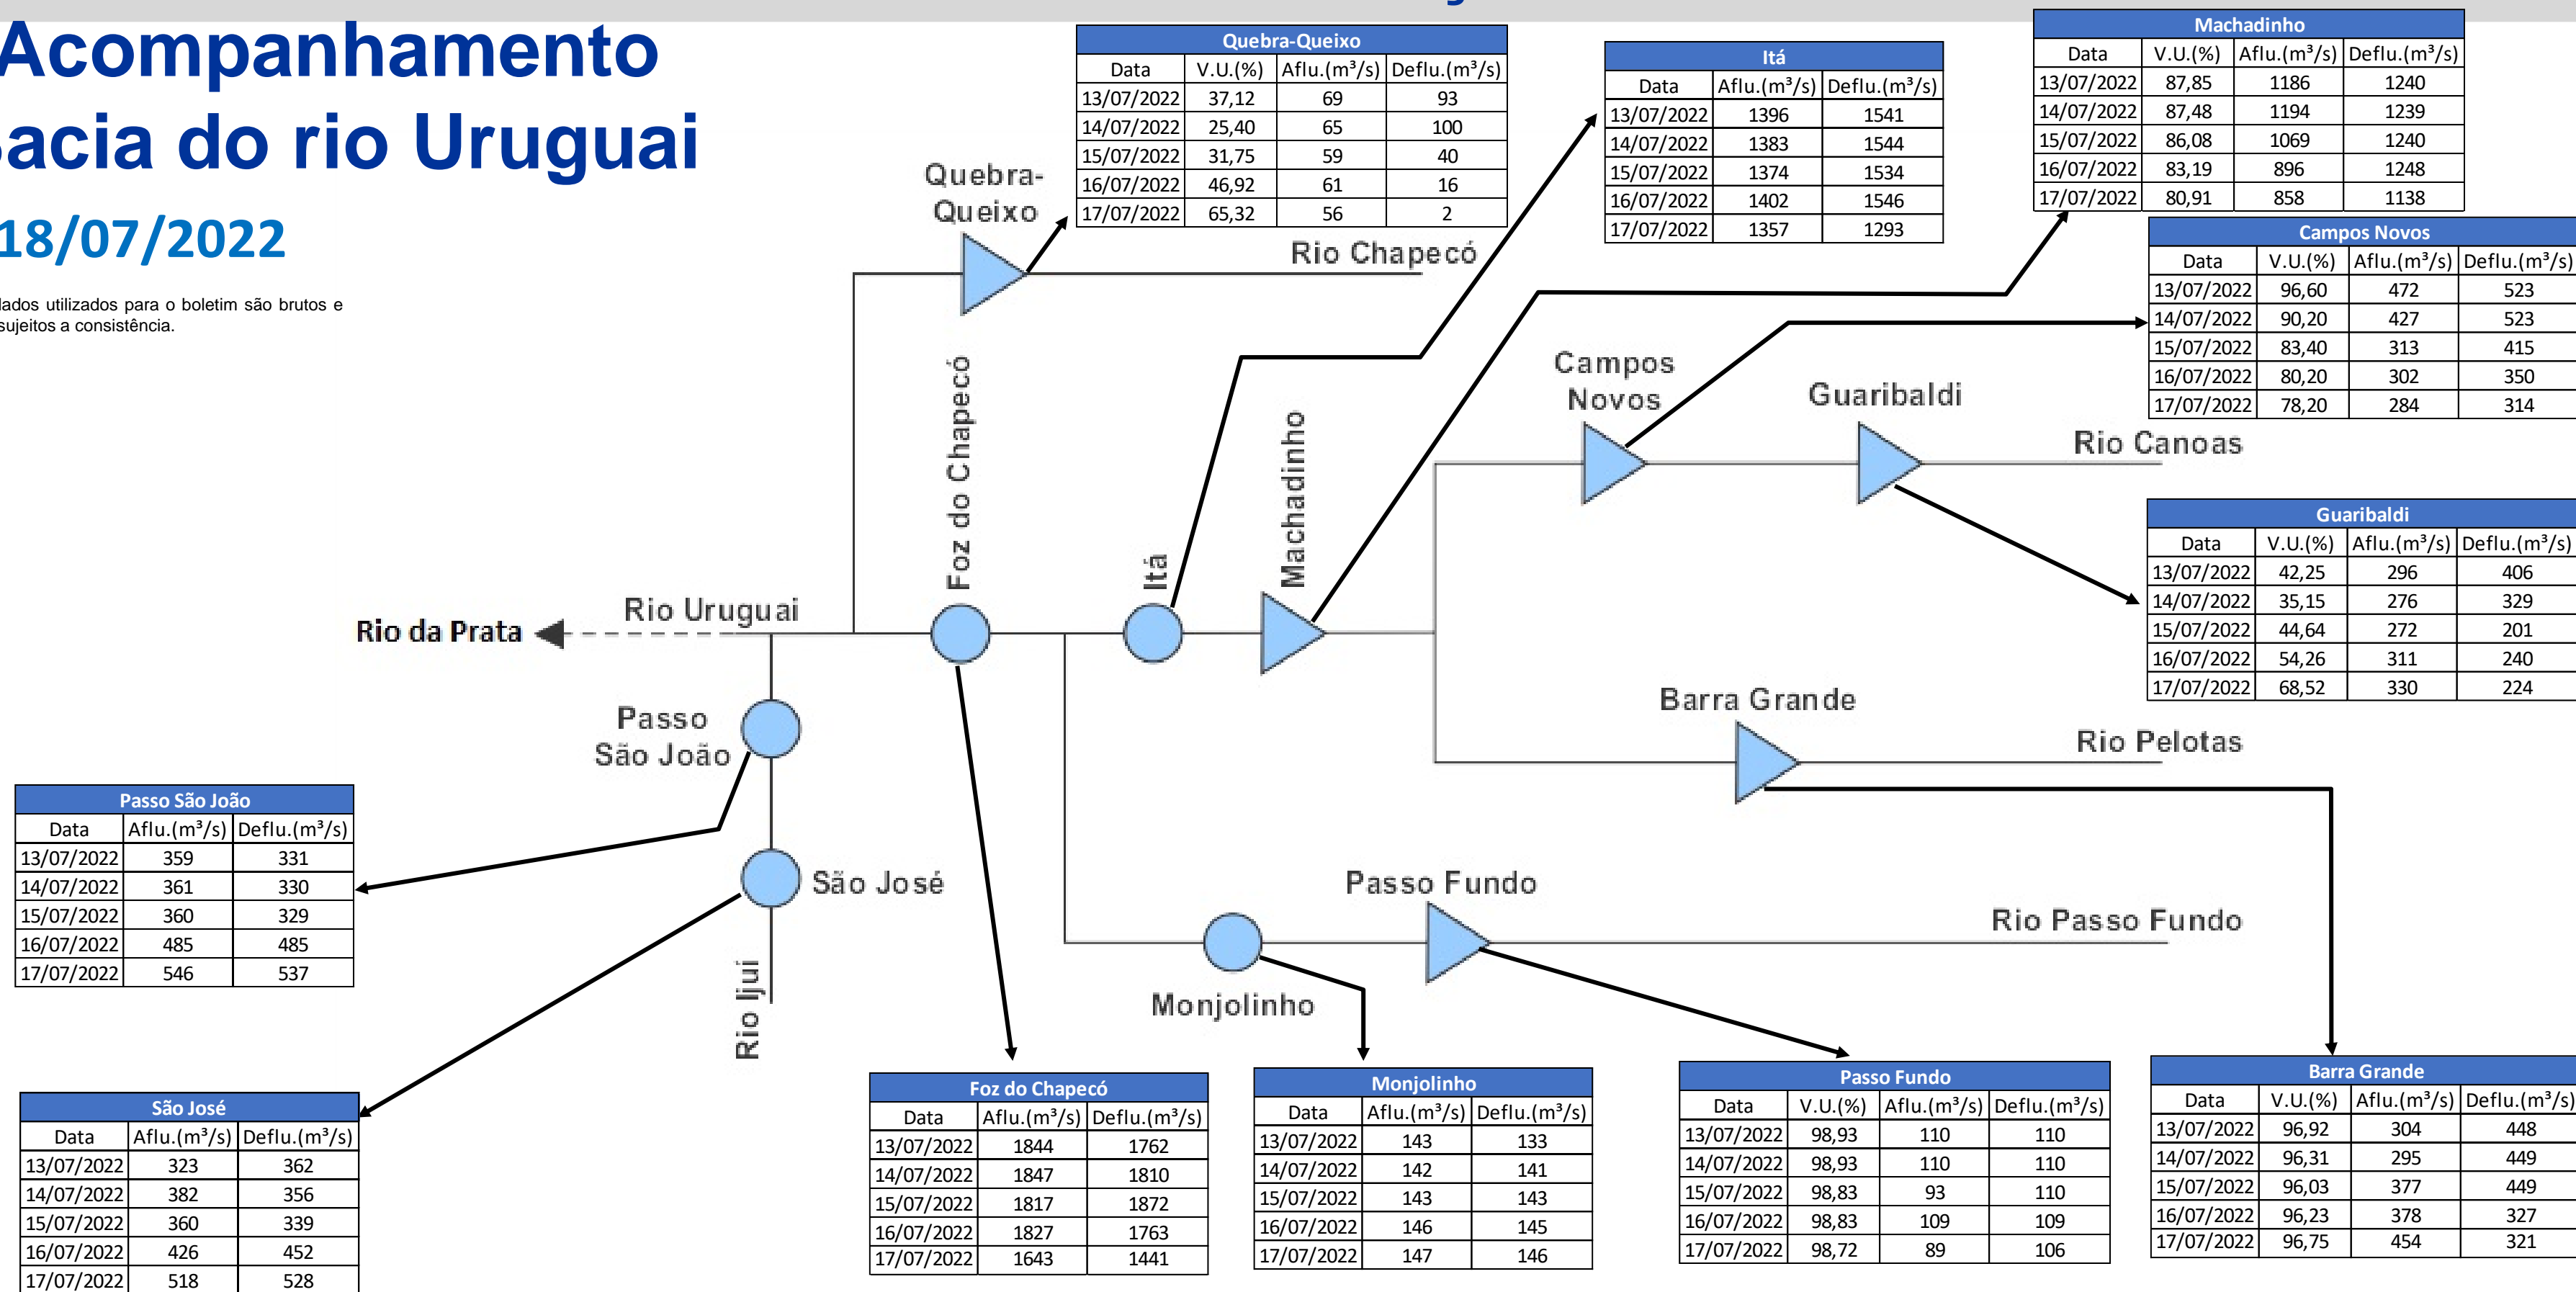 Acompanhamento
Bacia do rio Uruguai
18/07/2022
dados utilizados para o boletim são brutos e
sujeitos a consistência.
Quebra-Queixo
Data V.U.(%) Aflu.(m³/s) Deflu.(m³/s)
13/07/2022 37,12 69 93
14/07/2022 25,40 65 100
15/07/2022 31,75 59 40
16/07/2022 46,92 61 16
17/07/2022 65,32 56 2
Itá
Data Aflu.(m³/s) Deflu.(m³/s)
13/07/2022 1396 1541
14/07/2022 1383 1544
15/07/2022 1374 1534
16/07/2022 1402 1546
17/07/2022 1357 1293
Machadinho
Data V.U.(%) Aflu.(m³/s) Deflu.(m³/s)
13/07/2022 87,85 1186 1240
14/07/2022 87,48 1194 1239
15/07/2022 86,08 1069 1240
16/07/2022 83,19 896 1248
17/07/2022 80,91 858 1138
Campos Novos
Data V.U.(%) Aflu.(m³/s) Deflu.(m³/s)
13/07/2022 96,60 472 523
14/07/2022 90,20 427 523
15/07/2022 83,40 313 415
16/07/2022 80,20 302 350
17/07/2022 78,20 284 314
Quebra-
Queixo
Rio Chapecó
Foz do Chapecó
Itá
Machadinho
Campos
Novos
Guaribaldi
Rio Canoas
Guaribaldi
Data V.U.(%) Aflu.(m³/s) Deflu.(m³/s)
13/07/2022 42,25 296 406
14/07/2022 35,15 276 329
15/07/2022 44,64 272 201
16/07/2022 54,26 311 240
17/07/2022 68,52 330 224
Rio da Prata
Rio Uruguai
Passo
São João
Barra Grande
Rio Pelotas
Passo São João
Data Aflu.(m³/s) Deflu.(m³/s)
13/07/2022 359 331
14/07/2022 361 330
15/07/2022 360 329
16/07/2022 485 485
17/07/2022 546 537
São José
Passo Fundo
Rio Passo Fundo
Rio Ijui
Monjolinho
São José
Data Aflu.(m³/s) Deflu.(m³/s)
13/07/2022 323 362
14/07/2022 382 356
15/07/2022 360 339
16/07/2022 426 452
17/07/2022 518 528
Foz do Chapecó
Data Aflu.(m³/s) Deflu.(m³/s)
13/07/2022 1844 1762
14/07/2022 1847 1810
15/07/2022 1817 1872
16/07/2022 1827 1763
17/07/2022 1643 1441
Monjolinho
Data Aflu.(m³/s) Deflu.(m³/s)
13/07/2022 143 133
14/07/2022 142 141
15/07/2022 143 143
16/07/2022 146 145
17/07/2022 147 146
Passo Fundo
Data V.U.(%) Aflu.(m³/s) Deflu.(m³/s)
13/07/2022 98,93 110 110
14/07/2022 98,93 110 110
15/07/2022 98,83 93 110
16/07/2022 98,83 109 109
17/07/2022 98,72 89 106
Barra Grande
Data V.U.(%) Aflu.(m³/s) Deflu.(m³/s)
13/07/2022 96,92 304 448
14/07/2022 96,31 295 449
15/07/2022 96,03 377 449
16/07/2022 96,23 378 327
17/07/2022 96,75 454 321